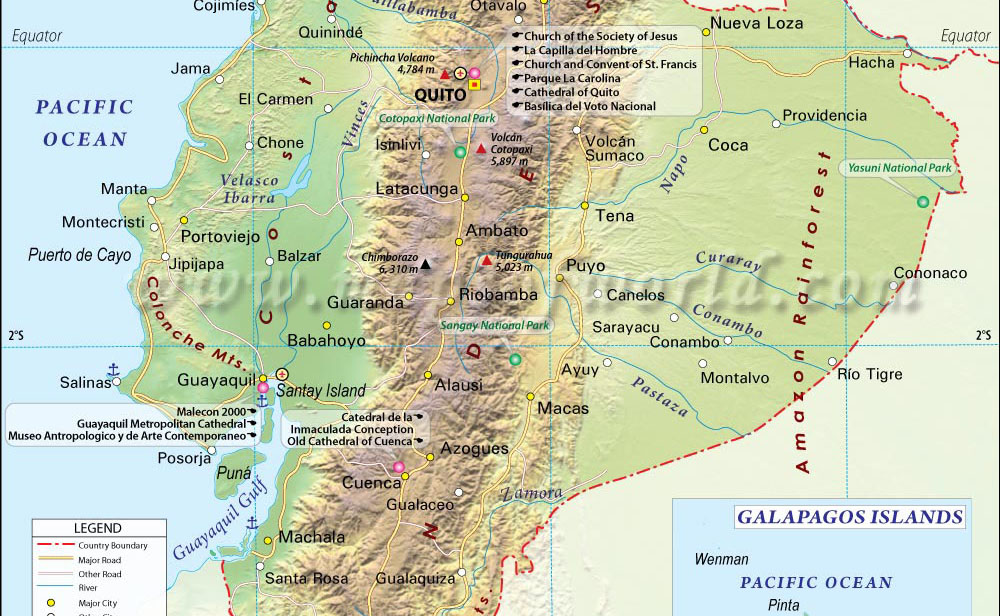 Cojimíes
Otavalo
Equator
Quinindé
Nueva Loza
Equator
Church of the Society of Jesus
La Capilla del Hombre
Church and Convent of St. Francis
Parque La Carolina
Cathedral of Quito
Basílica del Voto Nacional
Pichincha Volcano
4,784 m
Hacha
Jama
QUITO
El Carmen
PACIFIC
OCEAN
Vinces
Cotopaxi National Park
Providencia
Chone
Isinlivi
Volcán
Cotopaxi
5,897 m
Volcán
Sumaco
Coca
Yasuni National Park
Napo
Velasco
Ibarra
Manta
Latacunga
Montecristi
Portoviejo
Ambato
Tena
Puerto de Cayo
Jipijapa
Balzar
Chimborazo
6,310 m
Tungurahua
5,023 m
Puyo
Curaray
Cononaco
Guaranda
Riobamba
Canelos
Colonche Mts.
Babahoyo
Sangay National Park
Sarayacu
Conambo
Conambo
2°S
2°S
Salinas
Guayaquil
Santay Island
Alausí
Ayuy
Montalvo
Río Tigre
Pastaza
Amazon Rainforest
Malecon 2000
Guayaquil Metropolitan Cathedral
Museo Antropologico y de Arte Contemporaneo
Catedral de la
Inmaculada Conception
Old Cathedral of Cuenca
Macas
Posorja
Puná
Azogues
Cuenca
Gualaceo
Zamora
Guayaquil Gulf
Machala
Santa Rosa
Gualaquiza
LEGEND
Country Boundary
Major Road
Other Road
River
Major City
GALAPAGOS ISLANDS
Wenman
PACIFIC OCEAN
Pinta